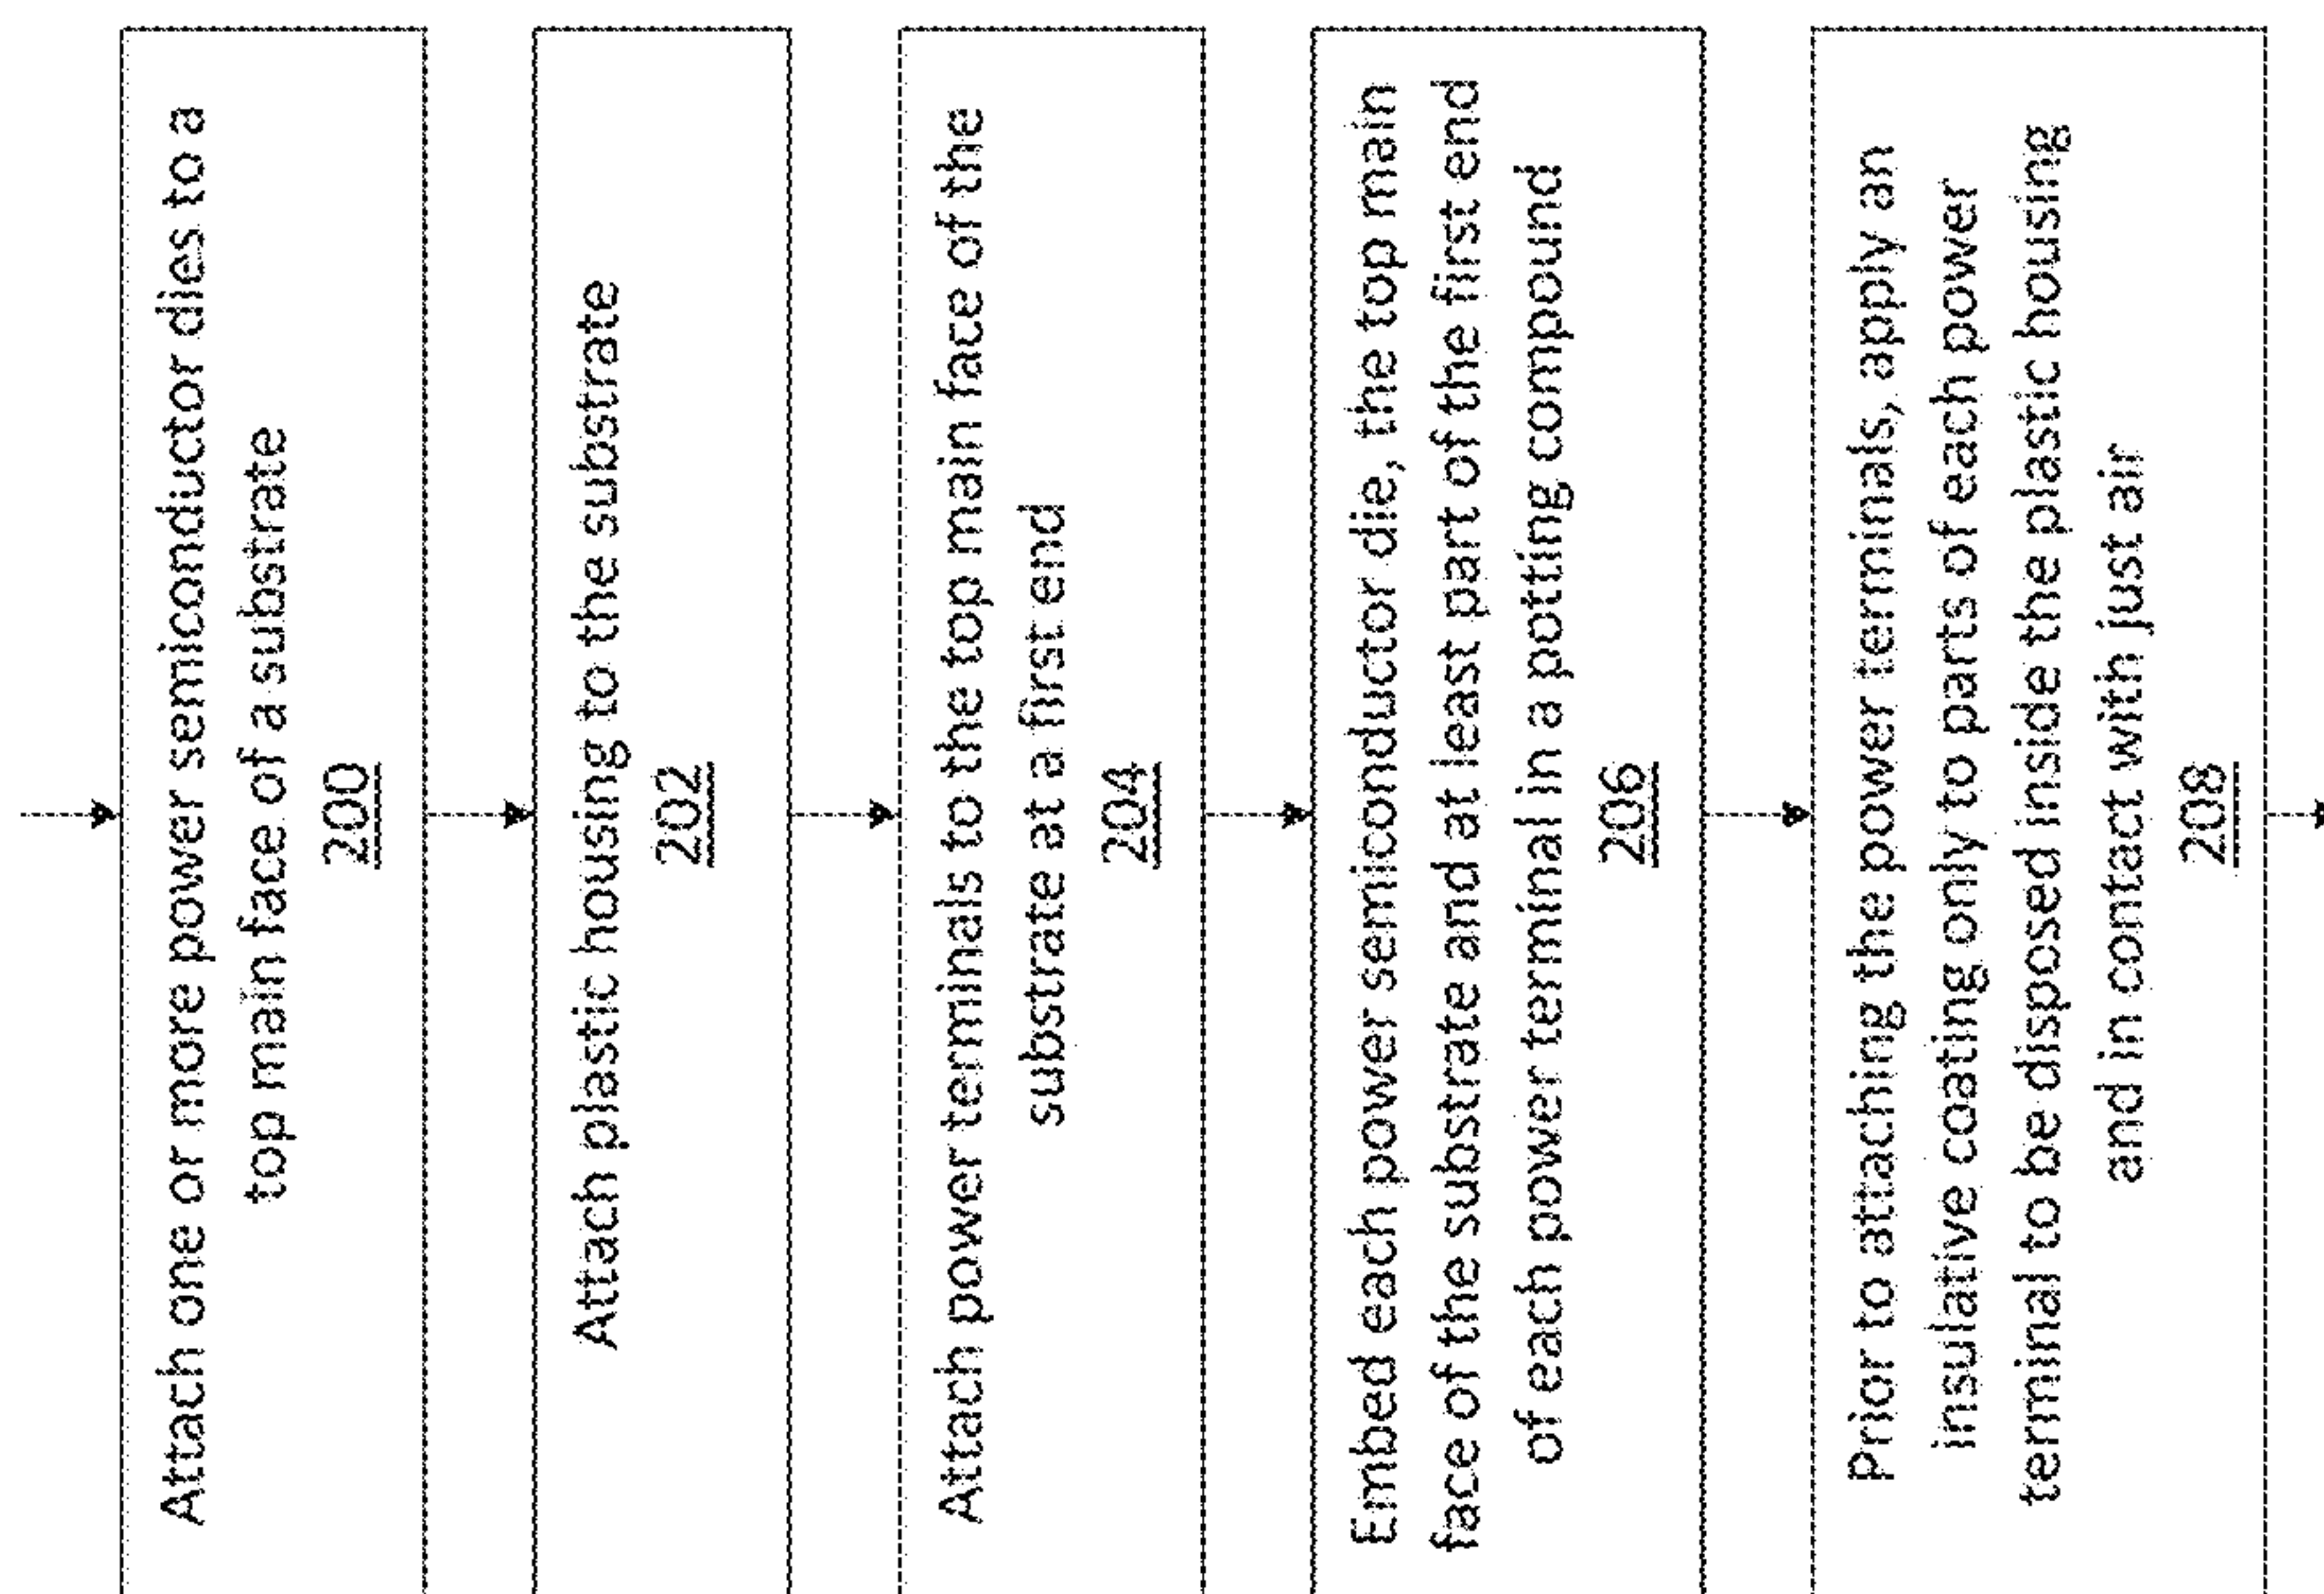 Attach one or more power semiconductor dies to a
top main face of a substrate
200
Attach plastic housing to the substrate
202
Attach power terminals to the top main face of the
substrate at a first end
204
Embed each power semiconductor die, the top main
face of the substrate and at least part of the first end
of each power terminal in a potting compound
206
Prior to attaching the power terminals, apply an
insulative coating only to parts of each power
terminal to be disposed inside the plastic housing
and in contact with just air
208